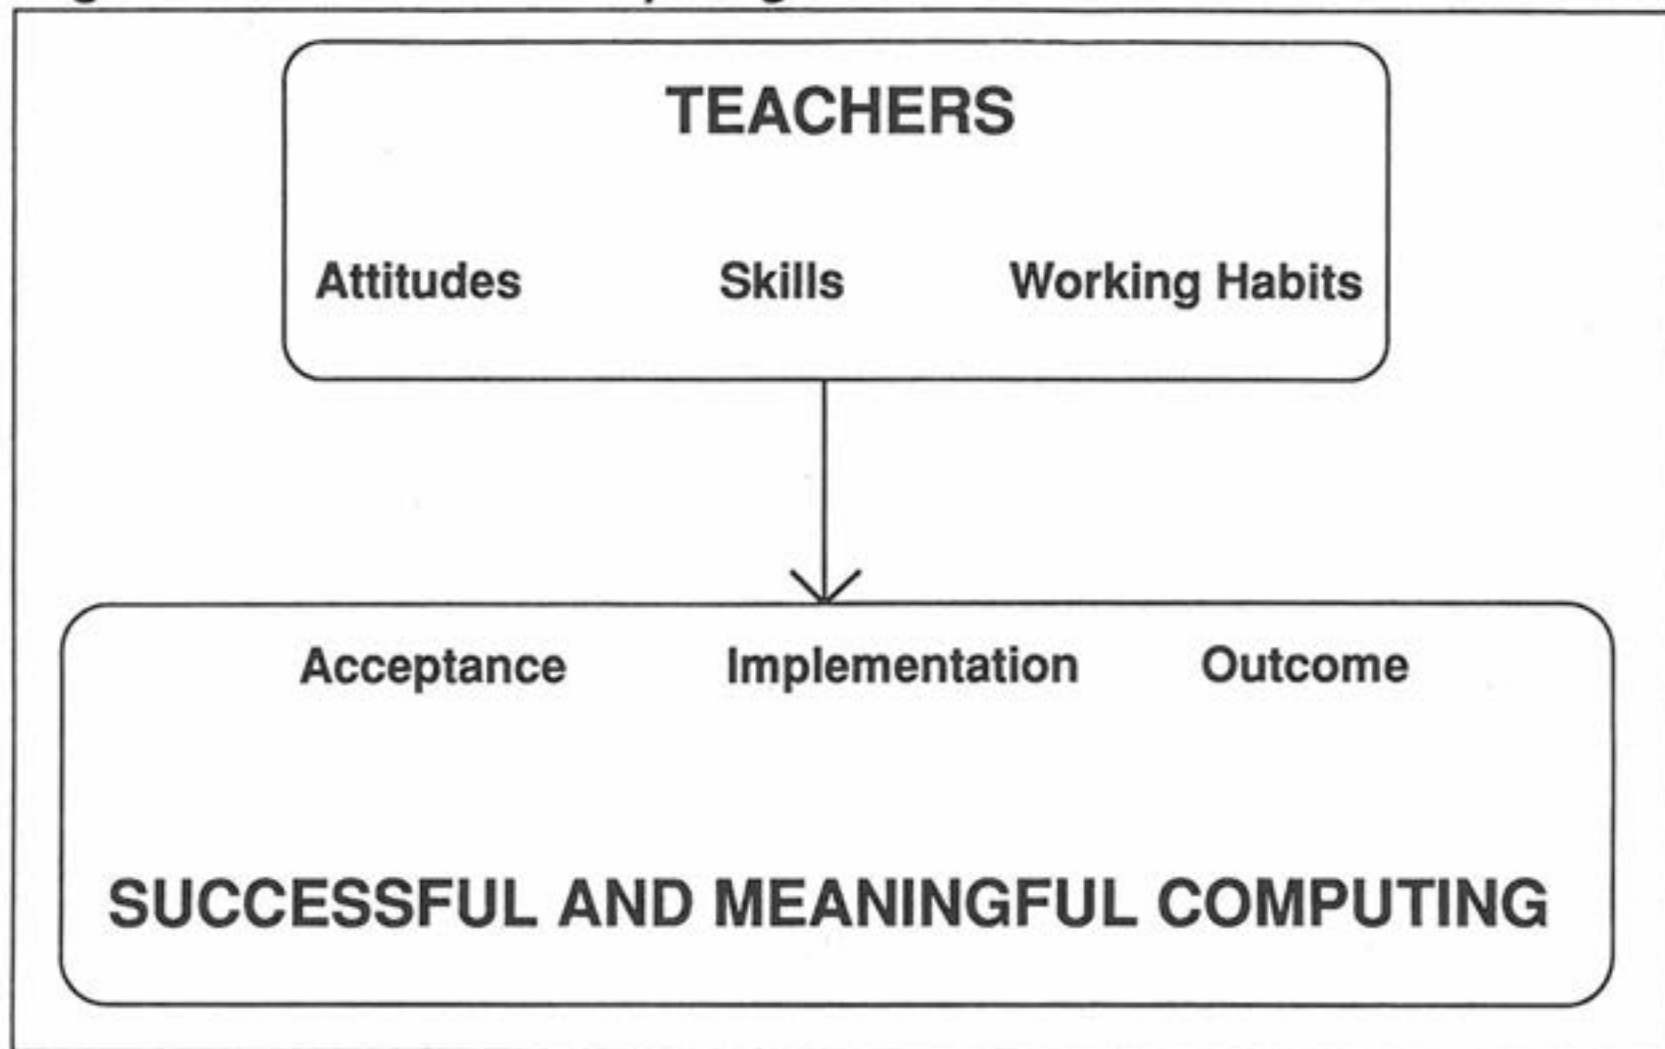 TEACHERS
Attitudes Skills Working Habits
Acceptance Implementation Outcome
SUCCESSFUL AND MEANINGFUL COMPUTING